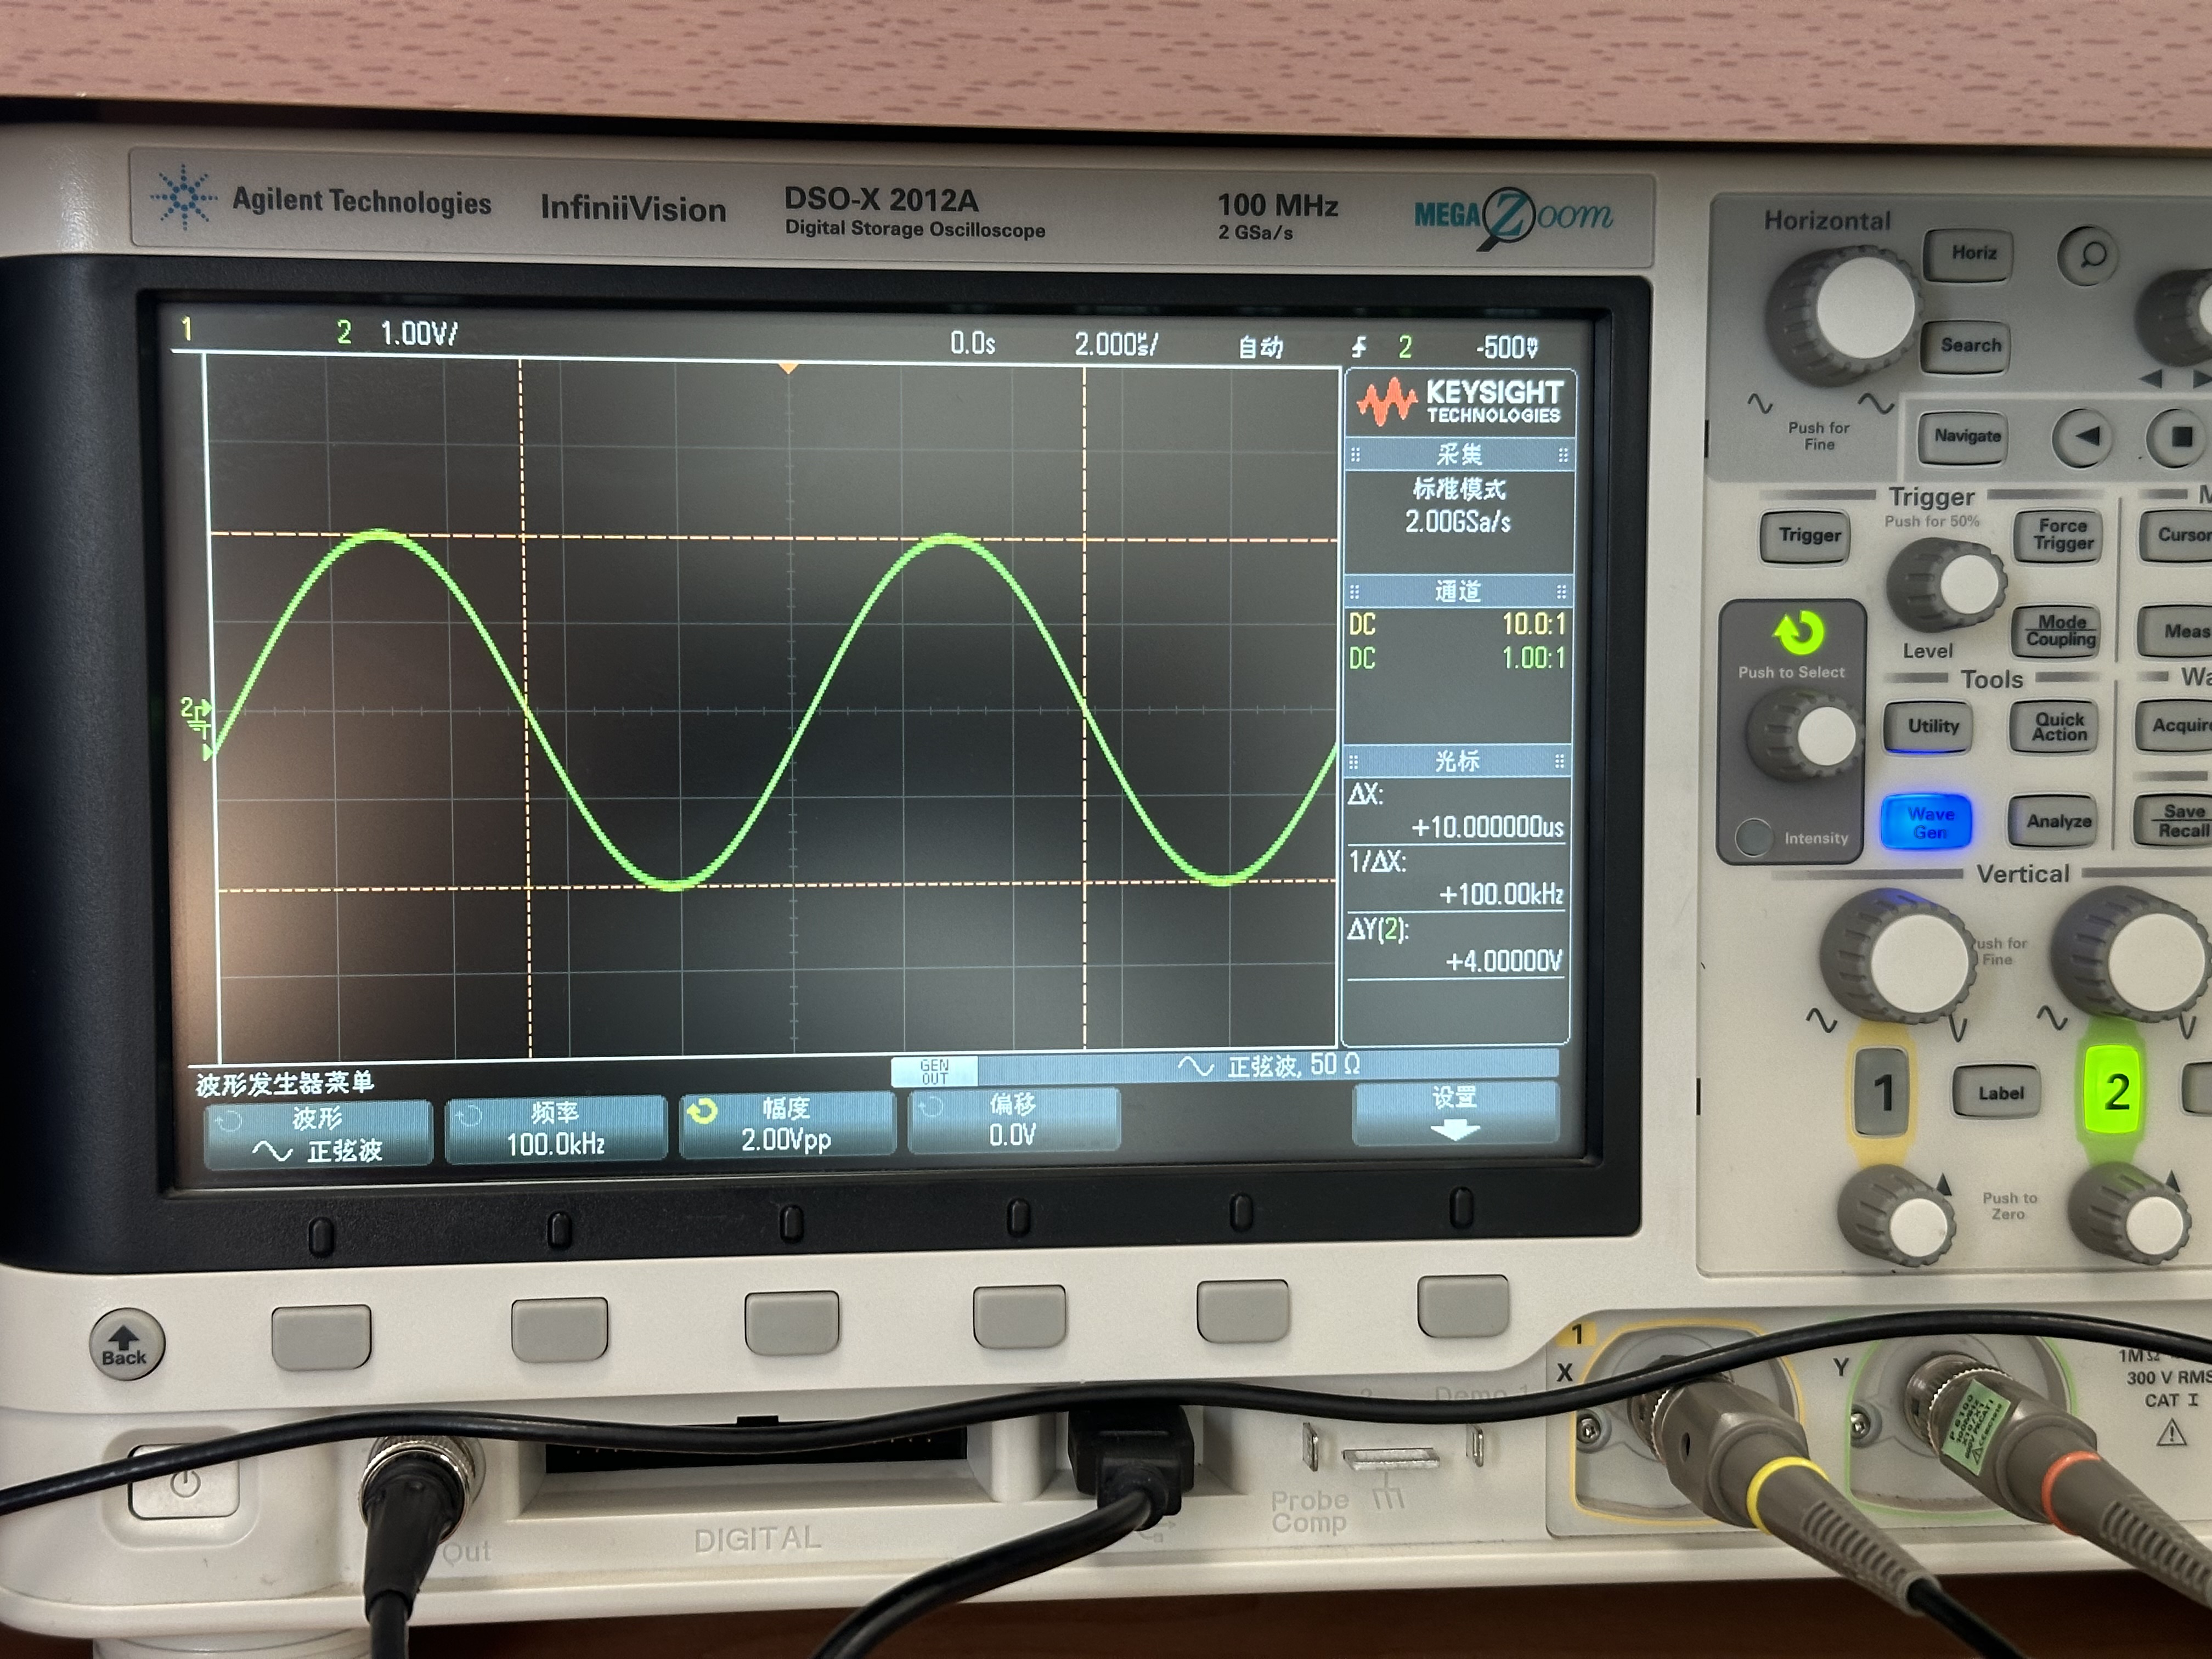 Agilent Technologies InfiniiVision DSO-X 2012A 100 MHz MEGA Zoom
Digital Storage Oscilloscope 2 GSa/s
1 2 1.00V/ 0.0s 2.000us/ 自动 2 -500mV
KEYSIGHT
TECHNOLOGIES
采集
标准模式
2.00GSa/s
通道
DC 10.0:1
DC 1.00:1
光标
ΔX:
+10.000000us
1/ΔX:
+100.00kHz
ΔY(2):
+4.00000V
2
GEN
OUT
正弦波, 50 Ω
波形发生器菜单
波形
正弦波
频率
100.0kHz
幅度
2.00Vpp
偏移
0.0V
设置
Back
Out
DIGITAL
Probe
Comp
Horizontal
Horiz
Search
Navigate
Push for
Fine
Trigger
Push for 50%
Trigger
Force
Trigger
Mode
Coupling
Level
Push to Select
Intensity
Tools
Utility
Quick
Action
Wave
Gen
Analyze
Save
Recall
Vertical
Fine
1
Label
2
Push to
Zero
1
X
Y
1MΩ
300 V RMS
CAT I